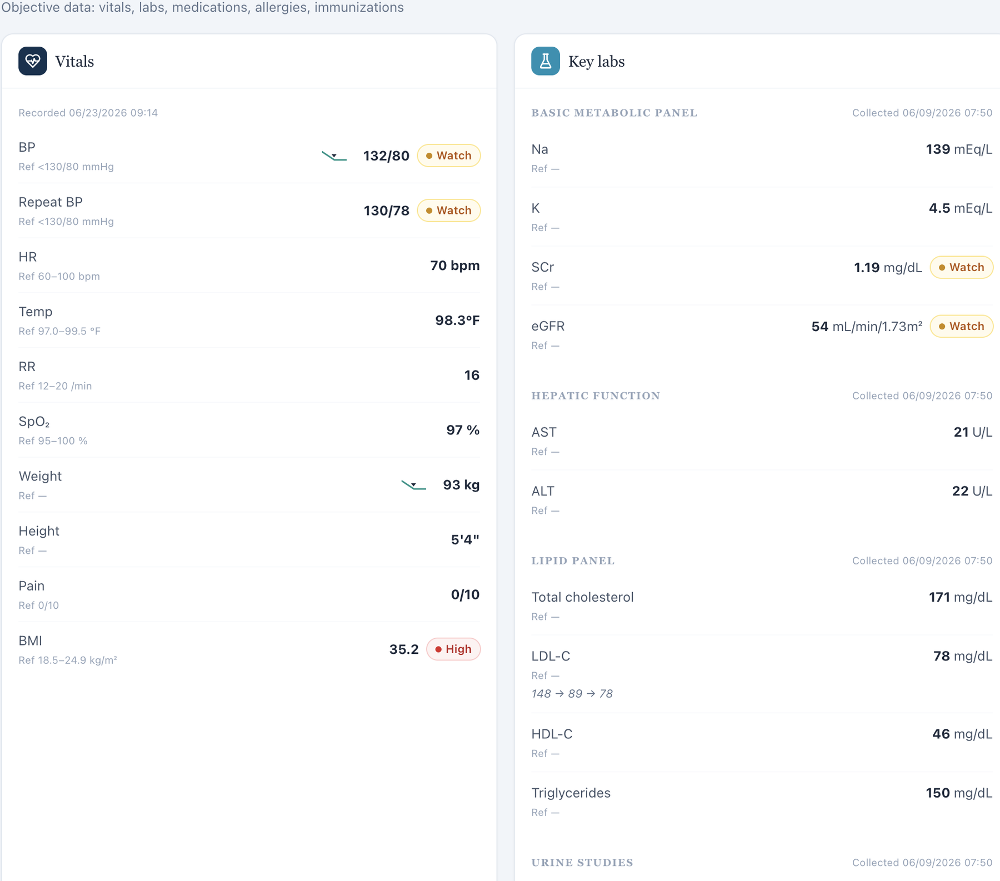 Objective data: vitals, labs, medications, allergies, immunizations
Vitals
Recorded 06/23/2026 09:14
BP
Ref <130/80 mmHg
132/80 Watch
Repeat BP
Ref <130/80 mmHg
130/78 Watch
HR
Ref 60–100 bpm
70 bpm
Temp
Ref 97.0–99.5 °F
98.3°F
RR
Ref 12–20 /min
16
SpO₂
Ref 95–100 %
97 %
Weight
Ref —
93 kg
Height
Ref —
5'4"
Pain
Ref 0/10
0/10
BMI
Ref 18.5–24.9 kg/m²
35.2 High
Key labs
BASIC METABOLIC PANEL Collected 06/09/2026 07:50
Na 139 mEq/L
Ref —
K 4.5 mEq/L
Ref —
SCr 1.19 mg/dL Watch
Ref —
eGFR 54 mL/min/1.73m² Watch
Ref —
HEPATIC FUNCTION Collected 06/09/2026 07:50
AST 21 U/L
Ref —
ALT 22 U/L
Ref —
LIPID PANEL Collected 06/09/2026 07:50
Total cholesterol 171 mg/dL
Ref —
LDL-C 78 mg/dL
Ref —
148 → 89 → 78
HDL-C 46 mg/dL
Ref —
Triglycerides 150 mg/dL
Ref —
URINE STUDIES Collected 06/09/2026 07:50